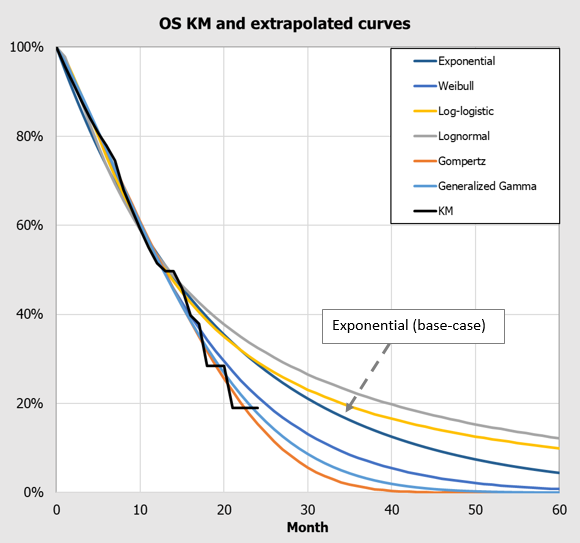 OS KM and extrapolated curves
100%
80%
60%
40%
20%
0%
Exponential
Weibull
Log-logistic
Lognormal
Gompertz
Generalized Gamma
KM
Exponential (base-case)
0 10 20 30 40 50 60
Month